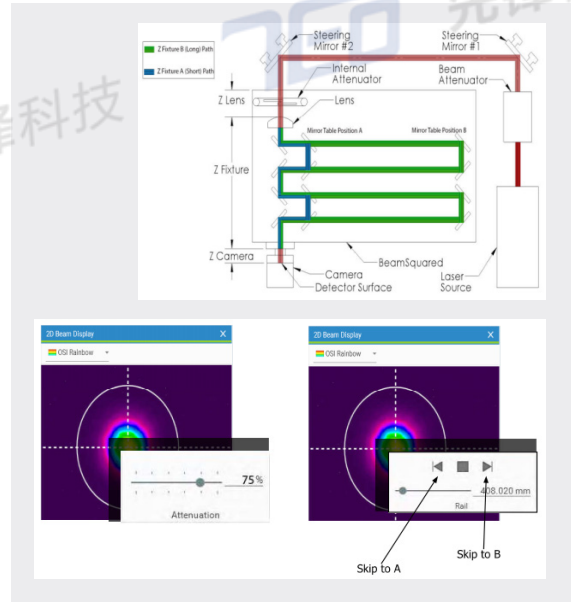 Steering
Mirror #2
Steering
Mirror #1
Z Fixture B (Long) Path
Z Fixture A (Short) Path
Internal
Attenuator
Beam
Attenuator
Z Lens
Lens
Mirror Table Position A
Mirror Table Position B
Z Fixture
Z Camera
BeamSquared
Camera
Detector Surface
Laser
Source
2D Beam Display X
OSI Rainbow
75 %
Attenuation
2D Beam Display X
OSI Rainbow
408.020 mm
Rail
Skip to A
Skip to B